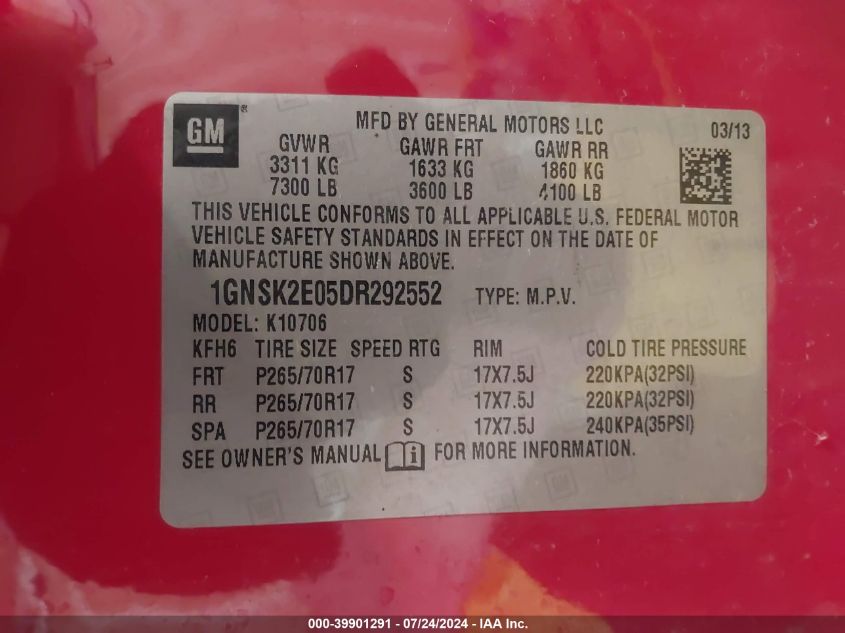 GM ®
MFD BY GENERAL MOTORS LLC 03/13
GVWR GAWR FRT GAWR RR
3311 KG 1633 KG 1860 KG
7300 LB 3600 LB 4100 LB
THIS VEHICLE CONFORMS TO ALL APPLICABLE U.S. FEDERAL MOTOR
VEHICLE SAFETY STANDARDS IN EFFECT ON THE DATE OF
MANUFACTURE SHOWN ABOVE.
1GNSK2E05DR292552 TYPE: M.P.V.
MODEL: K10706
KFH6 TIRE SIZE SPEED RTG RIM COLD TIRE PRESSURE
FRT P265/70R17 S 17X7.5J 220KPA(32PSI)
RR P265/70R17 S 17X7.5J 220KPA(32PSI)
SPA P265/70R17 S 17X7.5J 240KPA(35PSI)
SEE OWNER'S MANUAL i FOR MORE INFORMATION.
000-39901291 - 07/24/2024 - IAA Inc.